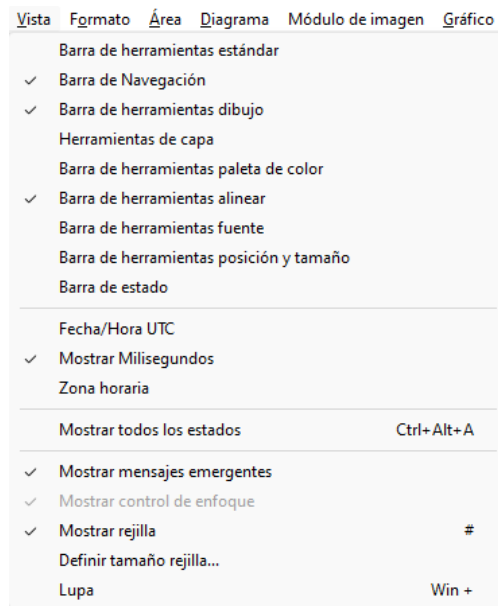 Vista Formato Área Diagrama Módulo de imagen Gráfico
Barra de herramientas estándar
✓ Barra de Navegación
✓ Barra de herramientas dibujo
Herramientas de capa
Barra de herramientas paleta de color
✓ Barra de herramientas alinear
Barra de herramientas fuente
Barra de herramientas posición y tamaño
Barra de estado
Fecha/Hora UTC
✓ Mostrar Milisegundos
Zona horaria
Mostrar todos los estados Ctrl+Alt+A
✓ Mostrar mensajes emergentes
✓ Mostrar control de enfoque
✓ Mostrar rejilla #
Definir tamaño rejilla...
Lupa Win +